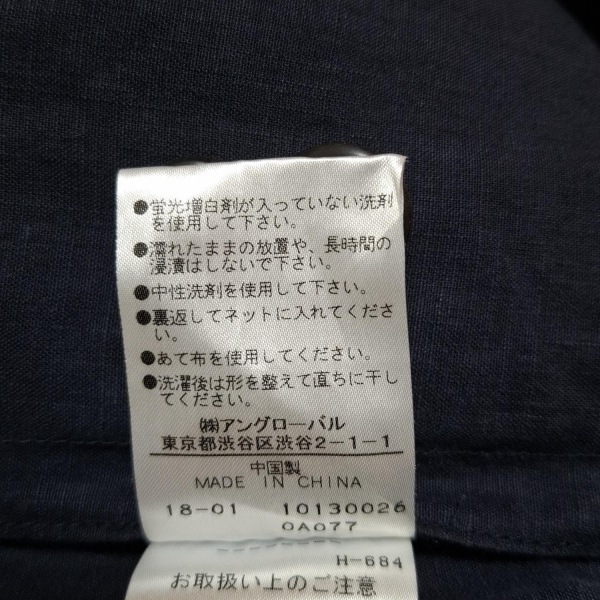 ●蛍光増白剤が入っていない洗剤
を使用して下さい。
●濡れたままの放置や、長時間の
浸漬はしないで下さい。
●中性洗剤を使用して下さい。
●裏返してネットに入れてくださ
い。
●あて布を使用してください。
●洗濯後は形を整えて直ちに干し
てください。
㈱アングローバル
東京都渋谷区渋谷2-1-1
中国製
MADE IN CHINA
18-01 10130026
0A077
H-684
お取扱い上のご注意